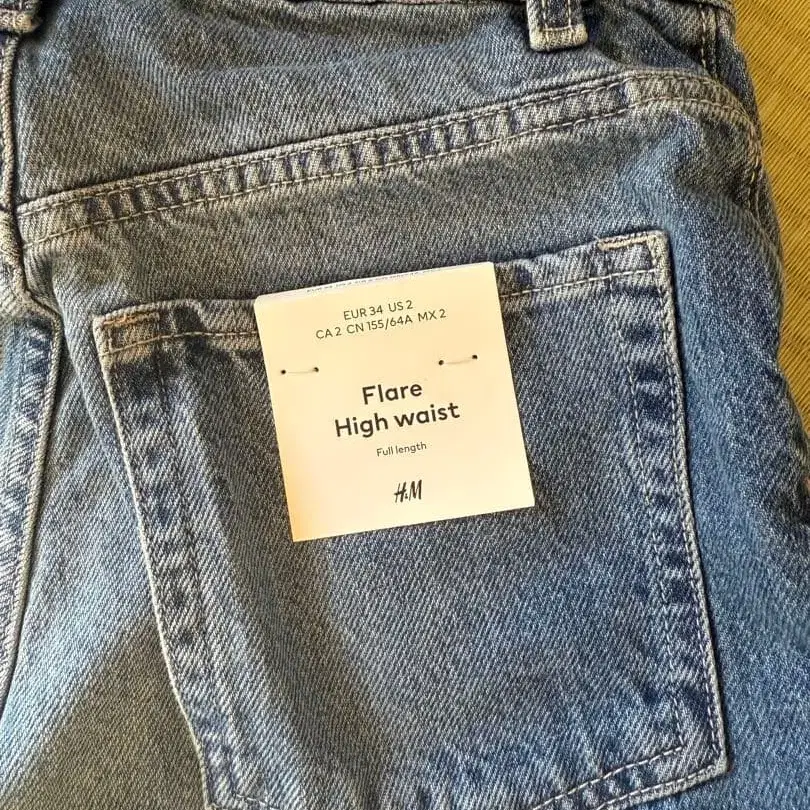 EUR 34 US 2
CA 2 CN 155/64A MX 2
Flare
High waist
Full length
H&M